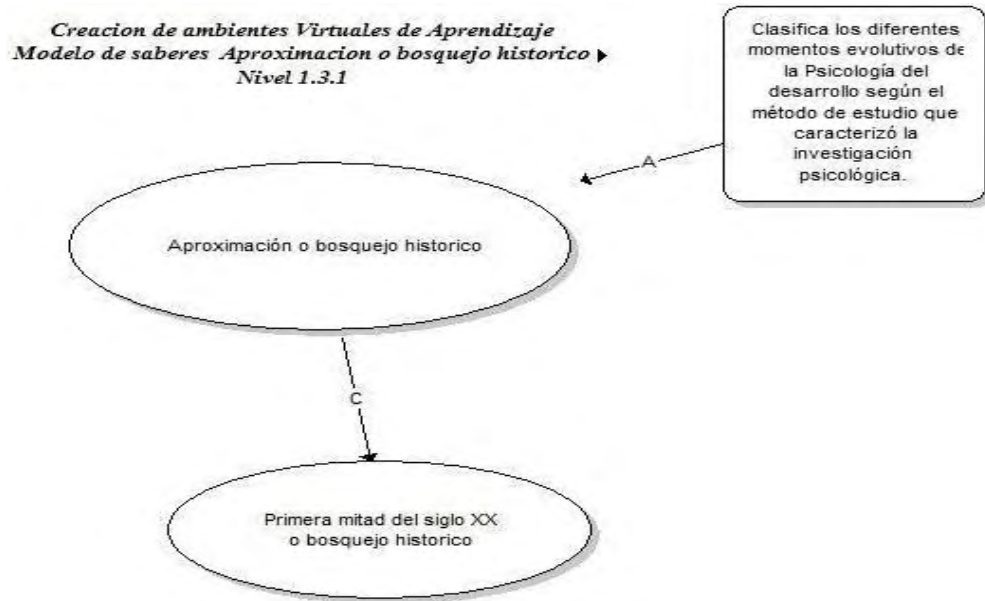 Creacion de ambientes Virtuales de Aprendizaje
Modelo de saberes Aproximacion o bosquejo historico
Nivel 1.3.1
Clasifica los diferentes
momentos evolutivos de
la Psicología del
desarrollo según el
método de estudio que
caracterizó la
investigación
psicológica.
A
Aproximación o bosquejo historico
C
Primera mitad del siglo XX
o bosquejo historico